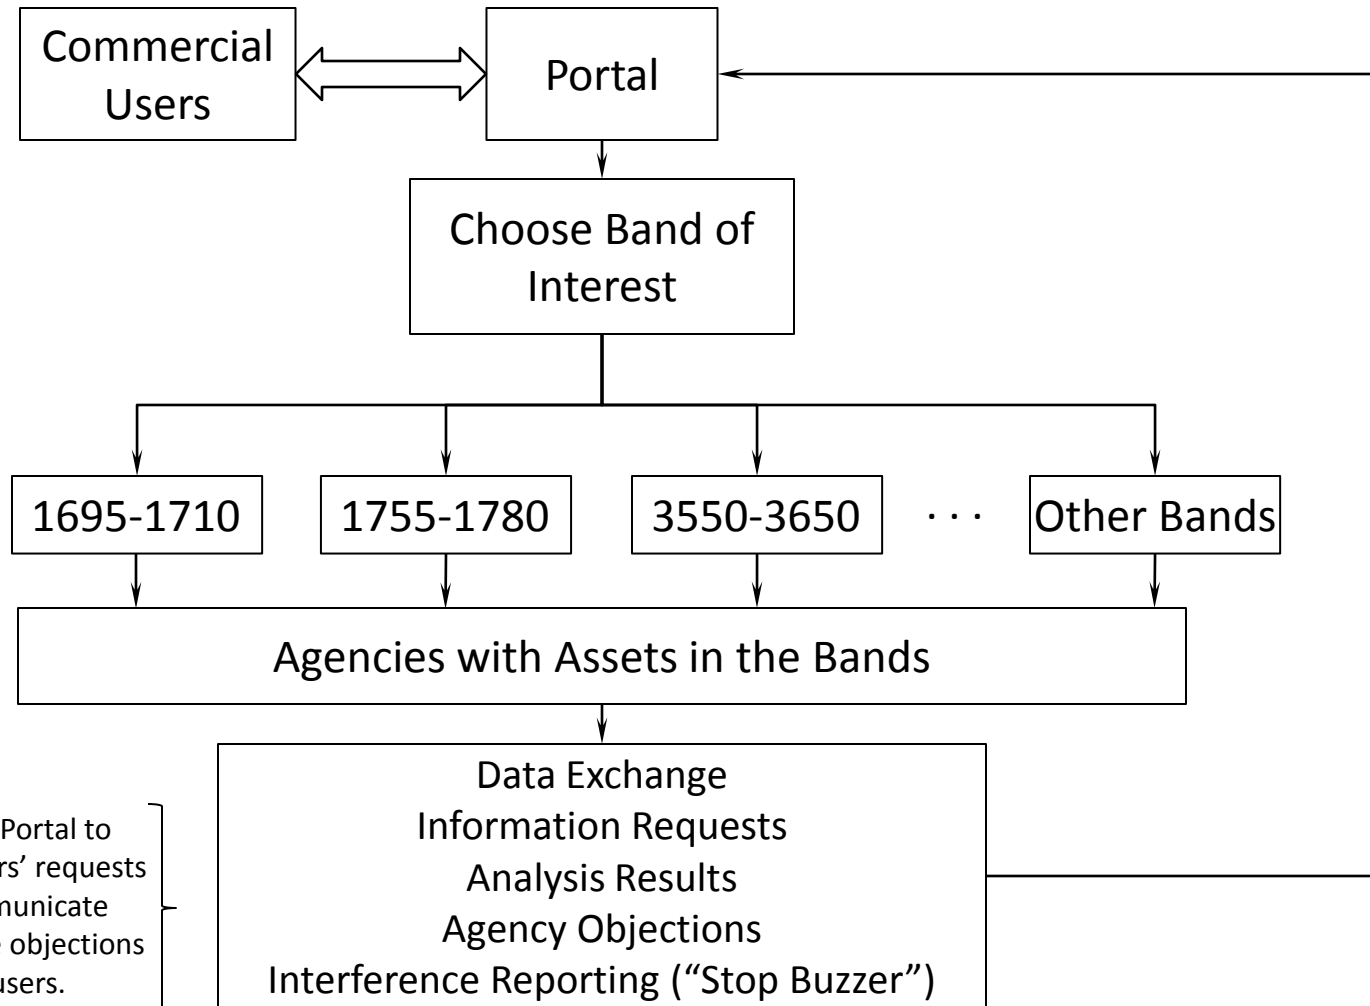 Commercial
Users
Portal
Choose Band of
Interest
1695-1710
1755-1780
3550-3650
. . .
Other Bands
Agencies with Assets in the Bands
Data Exchange
Information Requests
Analysis Results
Agency Objections
Interference Reporting (“Stop Buzzer”)
Portal to
requests
objections
users.